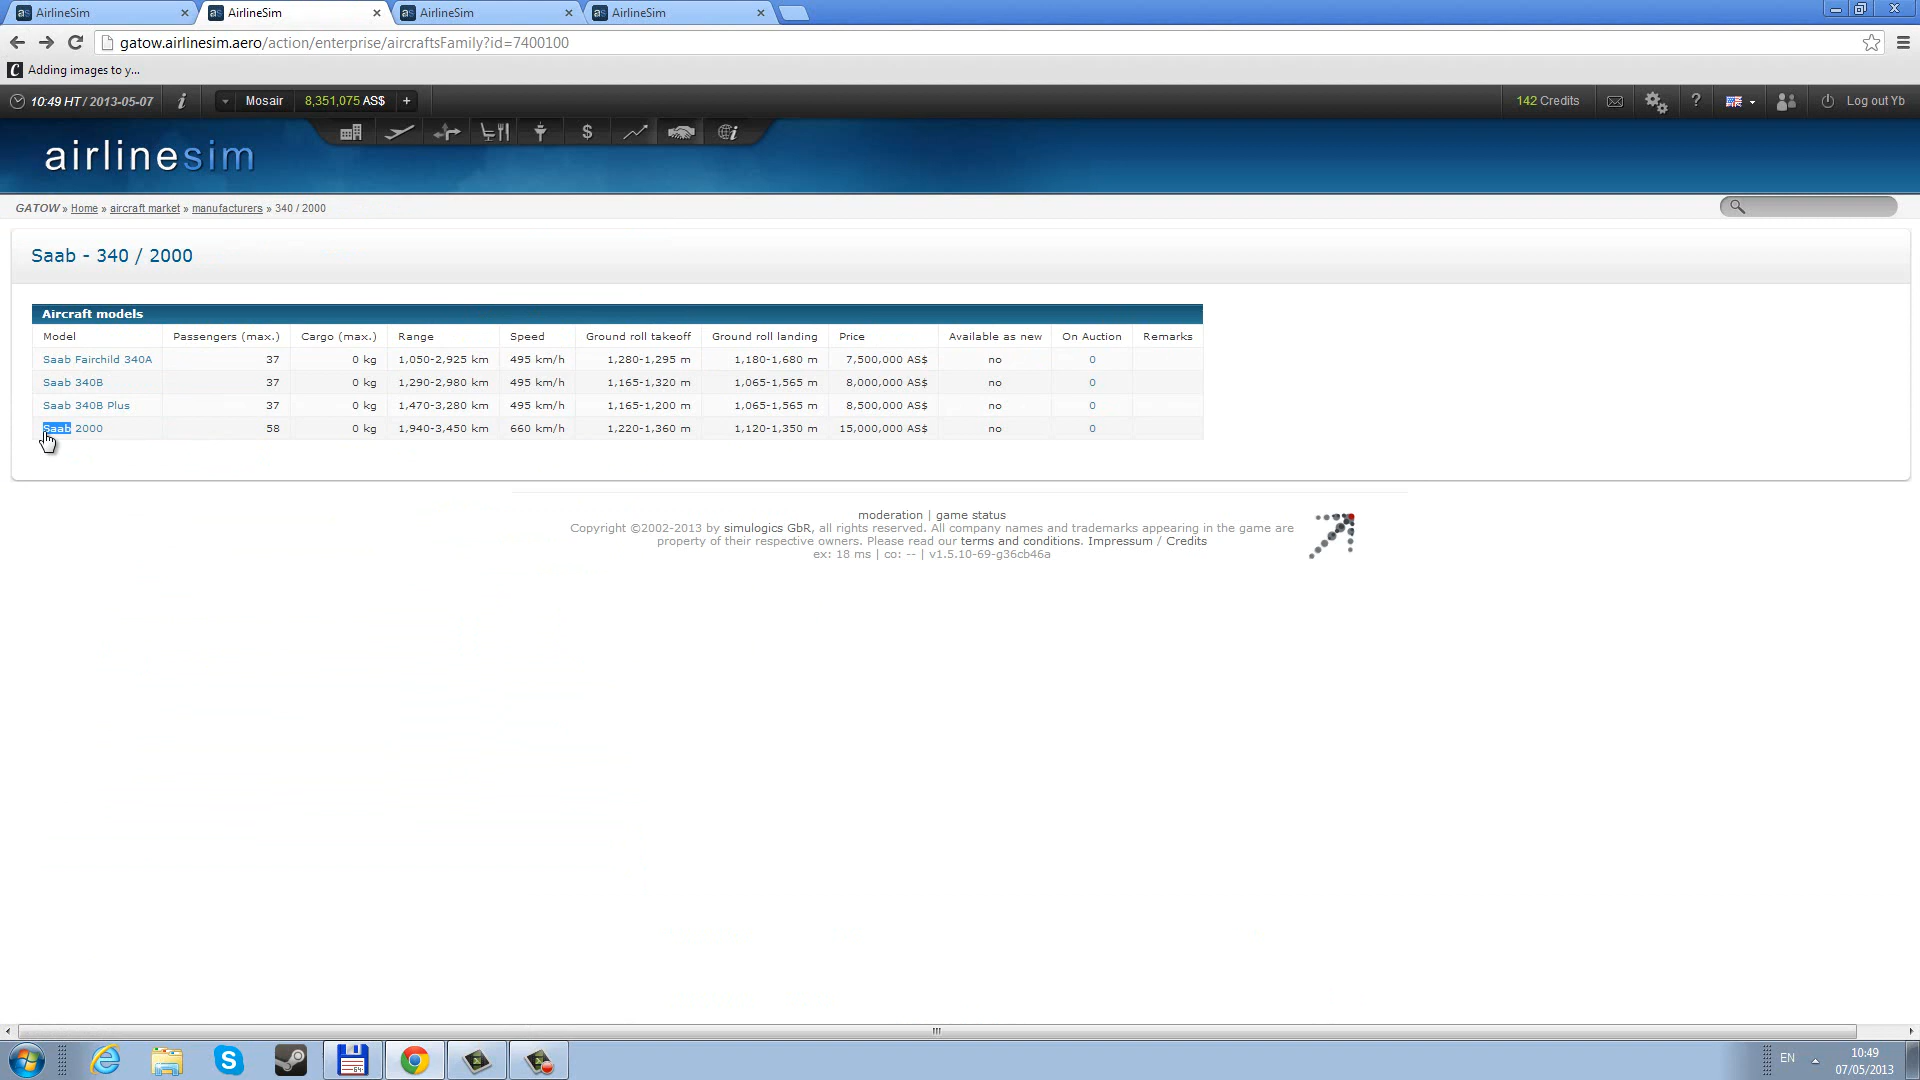 AirlineSim
AirlineSim
AirlineSim
AirlineSim
gatow.airlinesim.aero/action/enterprise/aircraftsFamily?id=7400100
Adding images to y...
10:49 HT / 2013-05-07
Mosair
8,351,075 AS$
+
142 Credits
?
Log out Yb
airlinesim
GATOW » Home » aircraft market » manufacturers » 340 / 2000
Saab - 340 / 2000
Aircraft models
Model Passengers (max.) Cargo (max.) Range Speed Ground roll takeoff Ground roll landing Price Available as new On Auction Remarks
Saab Fairchild 340A 37 0 kg 1,050-2,925 km 495 km/h 1,280-1,295 m 1,180-1,680 m 7,500,000 AS$ no 0
Saab 340B 37 0 kg 1,290-2,980 km 495 km/h 1,165-1,320 m 1,065-1,565 m 8,000,000 AS$ no 0
Saab 340B Plus 37 0 kg 1,470-3,280 km 495 km/h 1,165-1,200 m 1,065-1,565 m 8,500,000 AS$ no 0
Saab 2000 58 0 kg 1,940-3,450 km 660 km/h 1,220-1,360 m 1,120-1,350 m 15,000,000 AS$ no 0
moderation | game status
Copyright ©2002-2013 by simulogics GbR, all rights reserved. All company names and trademarks appearing in the game are
property of their respective owners. Please read our terms and conditions. Impressum / Credits
ex: 18 ms | co: -- | v1.5.10-69-g36cb46a
EN
10:49
07/05/2013